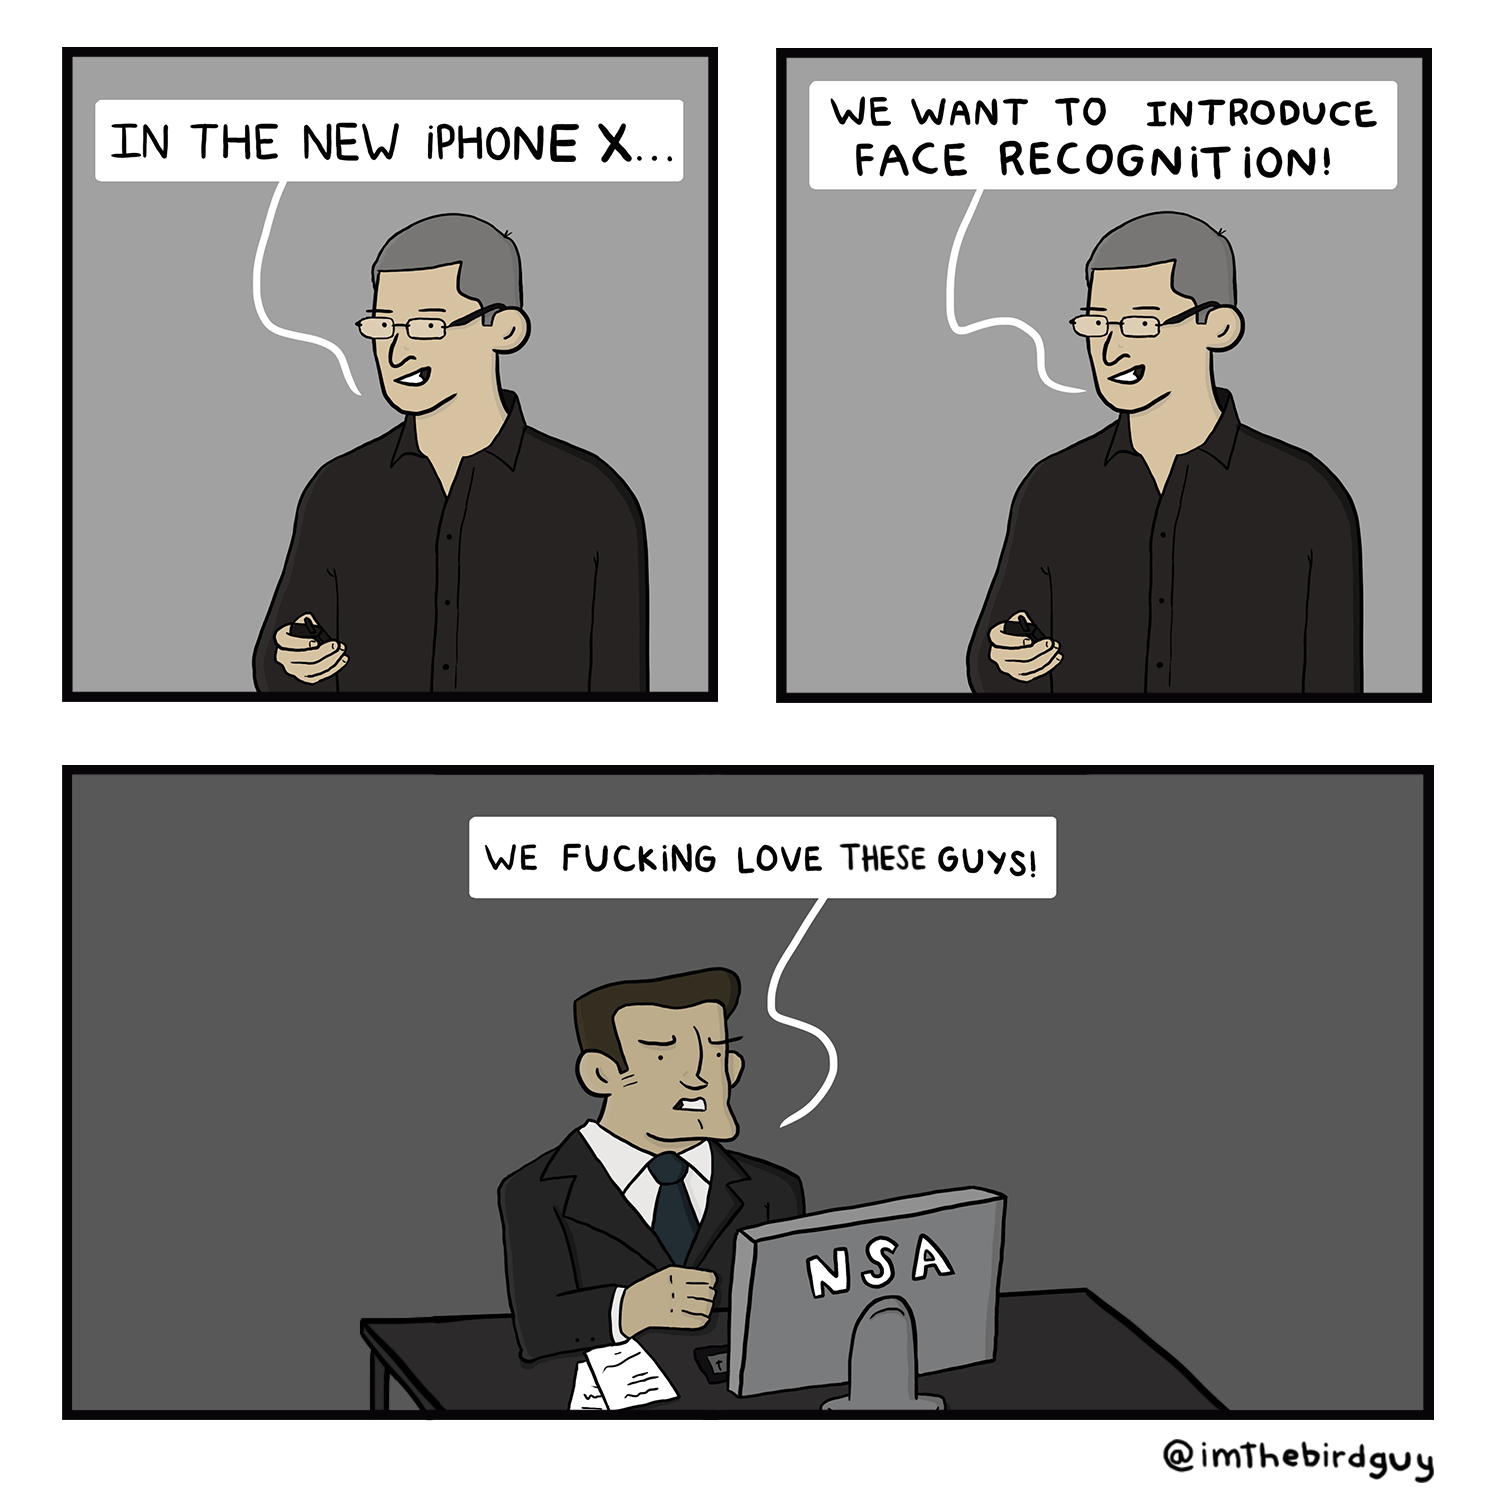 IN THE NEW iPHONE X...
WE WANT TO INTRODUCE
FACE RECOGNiTiON!
WE FUCKiNG LOVE THESE GUYS!
NSA
@imThebirdguy